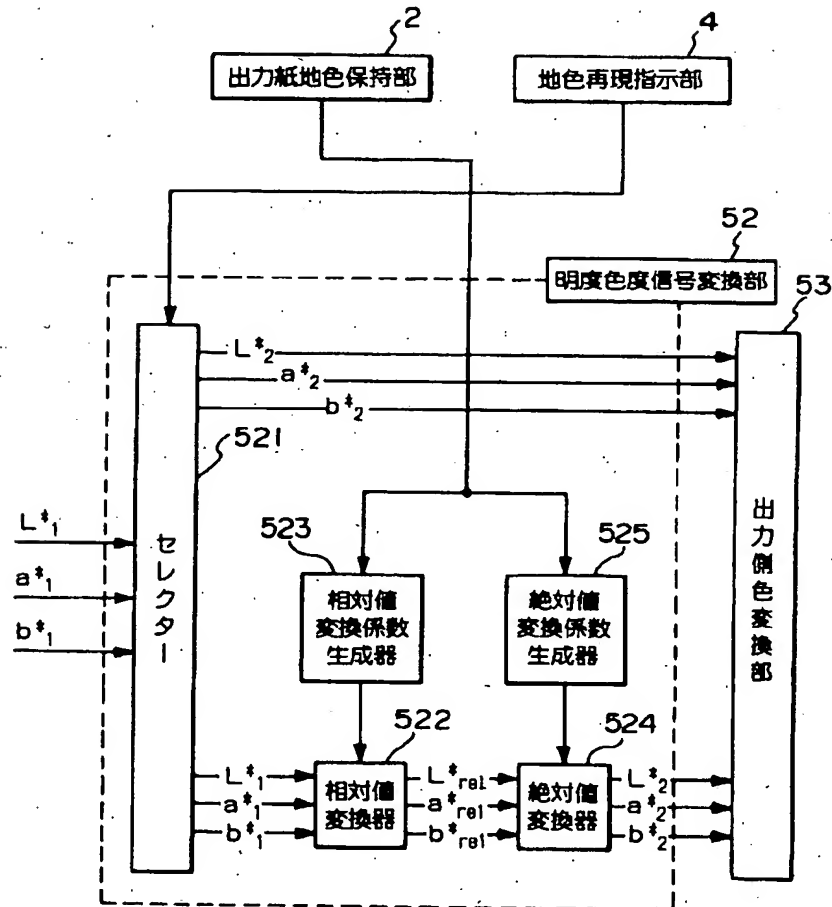 2
出力紙地色保持部
4
地色再現指示部
52
明度色度信号変換部
53
L*2
a*2
b*2
521
L*1
a*1
b*1
セレクター
523
相対値
変換係数
生成器
525
絶対値
変換係数
生成器
出力側色変換部
522
相対値
変換器
524
絶対値
変換器
L*1
a*1
b*1
L*rel
a*rel
b*rel
L*2
a*2
b*2